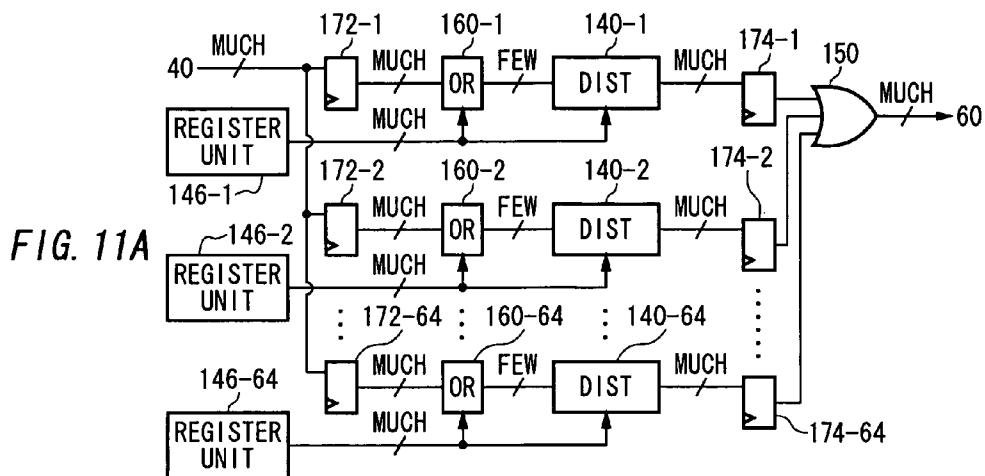 172-1 160-1 140-1 174-1 150
40 MUCH MUCH OR FEW DIST MUCH MUCH 60
REGISTER UNIT MUCH
146-1 172-2 160-2 140-2 174-2
MUCH OR FEW DIST MUCH
FIG. 11A
146-2
REGISTER UNIT MUCH
172-64 160-64 140-64
MUCH OR FEW DIST MUCH
146-64
REGISTER UNIT MUCH
174-64